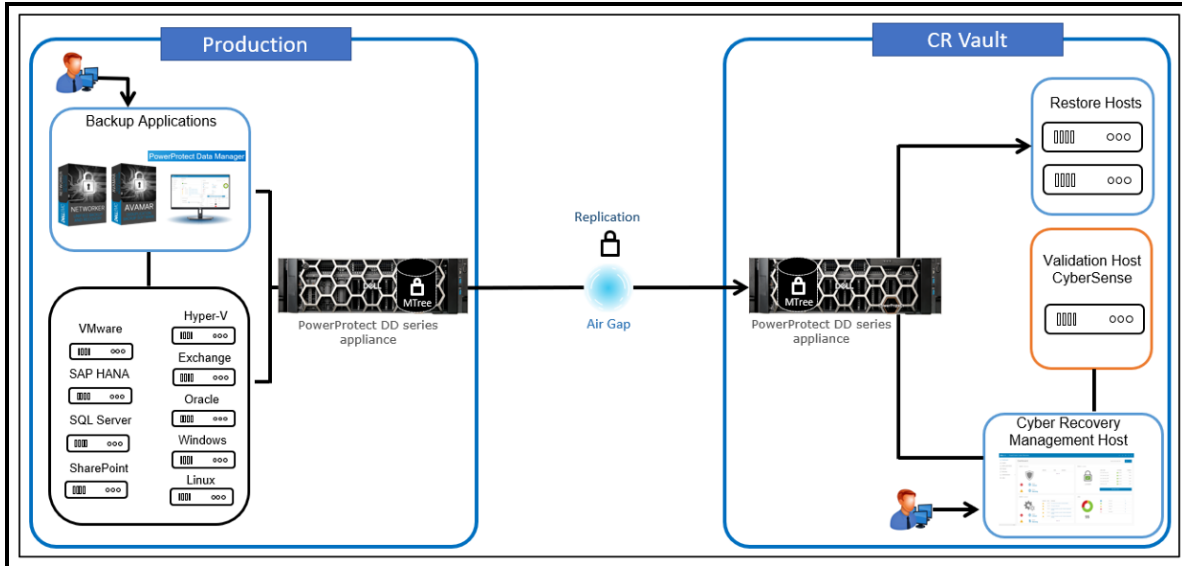 Production
Backup Applications
PowerProtect Data Manager
NETWORKER
AVAMAR
VMware
SAP HANA
SQL Server
SharePoint
Hyper-V
Exchange
Oracle
Windows
Linux
DELL
MTree
PowerProtect DD series
appliance
Replication
Air Gap
CR Vault
MTree
PowerProtect DD series
appliance
Restore Hosts
Validation Host
CyberSense
Cyber Recovery
Management Host